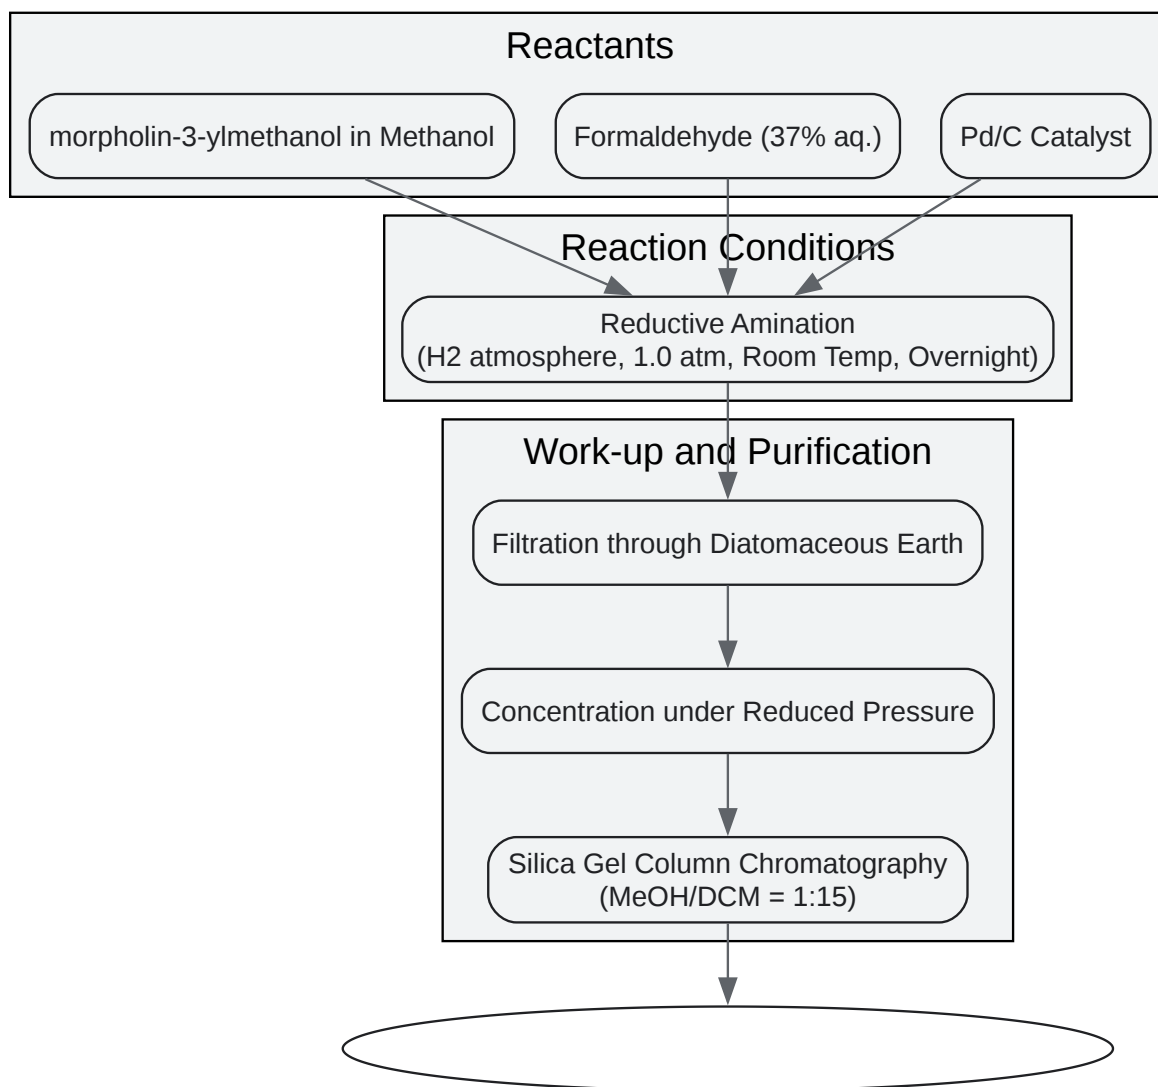 Reactants
morpholin-3-ylmethanol in Methanol
Formaldehyde (37% aq.)
Pd/C Catalyst
Reaction Conditions
Reductive Amination
(H2 atmosphere, 1.0 atm, Room Temp, Overnight)
Work-up and Purification
Filtration through Diatomaceous Earth
Concentration under Reduced Pressure
Silica Gel Column Chromatography
(MeOH/DCM = 1:15)